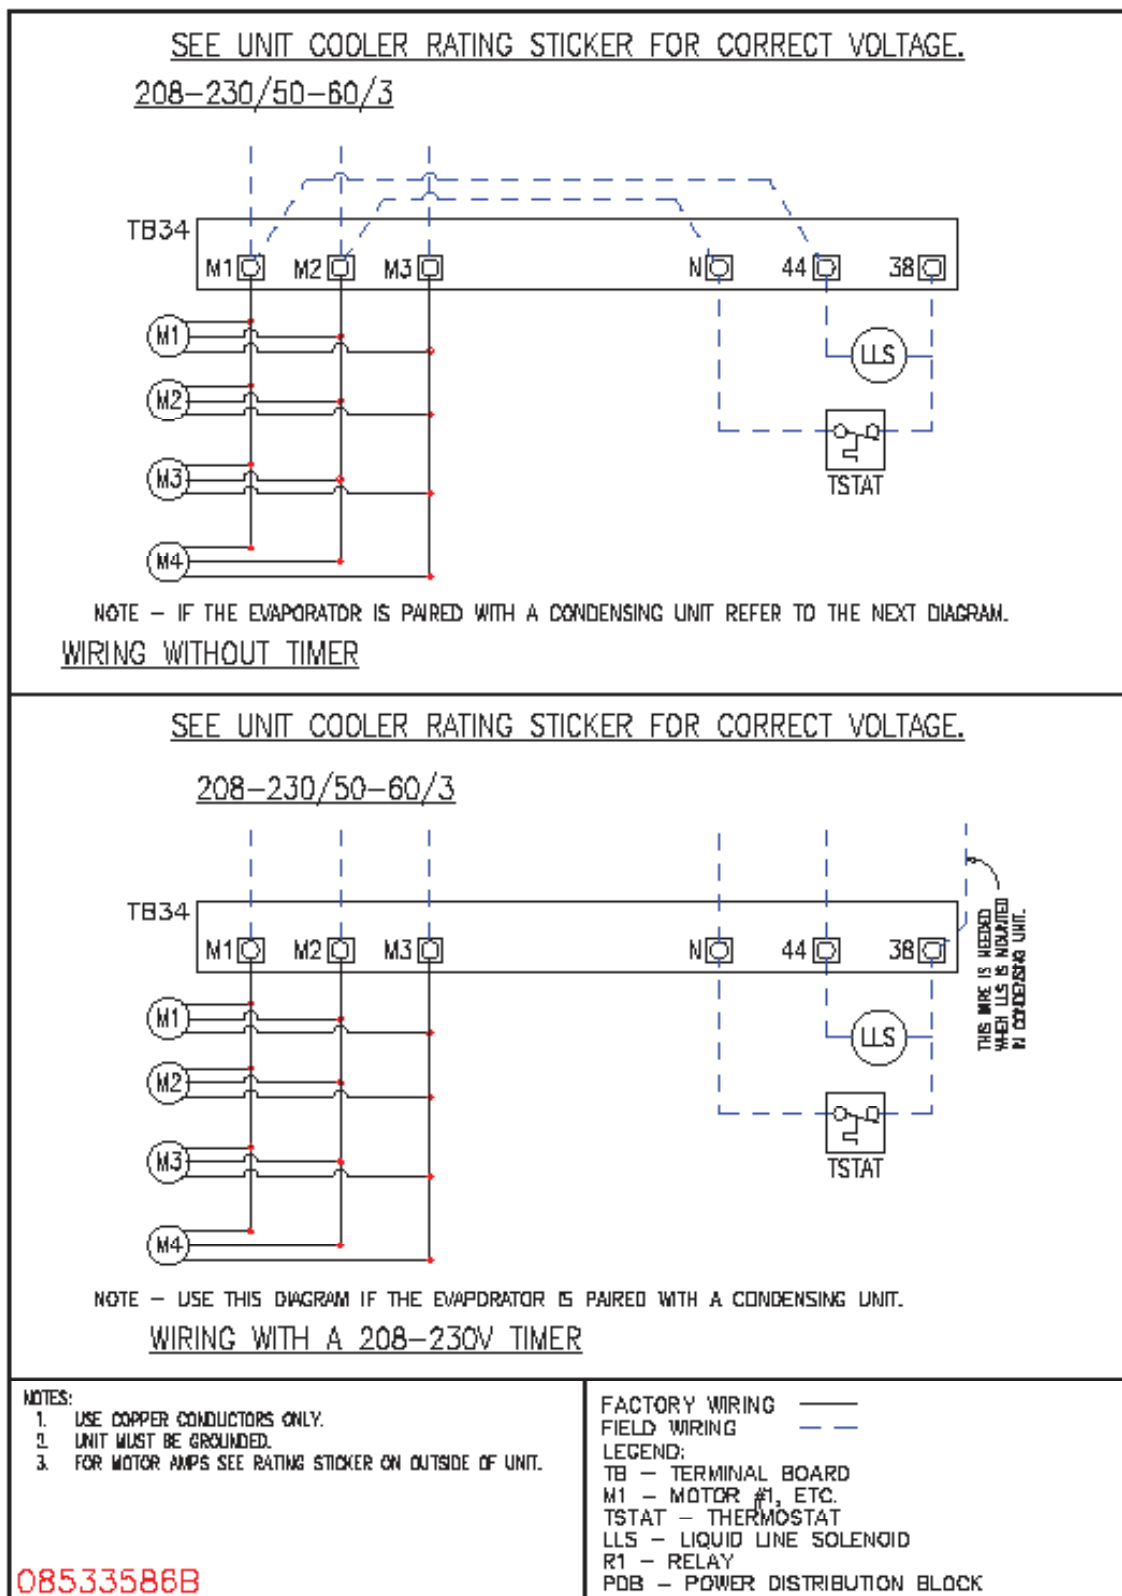 SEE UNIT COOLER RATING STICKER FOR CORRECT VOLTAGE.
208-230/50-60/3
TB34
M1 M2 M3 N 44 38
M1
LLS
M2
M3
TSTAT
M4
NOTE - IF THE EVAPORATOR IS PAIRED WITH A CONDENSING UNIT REFER TO THE NEXT DIAGRAM.
WIRING WITHOUT TIMER
SEE UNIT COOLER RATING STICKER FOR CORRECT VOLTAGE.
208-230/50-60/3
TB34
M1 M2 M3 N 44 38
THIS WIRE IS NEEDED
WHEN LLS IS MOUNTED
IN CONDENSING UNIT.
M1
LLS
M2
M3
TSTAT
M4
NOTE - USE THIS DIAGRAM IF THE EVAPORATOR IS PAIRED WITH A CONDENSING UNIT.
WIRING WITH A 208-230V TIMER
NOTES:
1. USE COPPER CONDUCTORS ONLY.
2. UNIT MUST BE GROUNDED.
3. FOR MOTOR AMPS SEE RATING STICKER ON OUTSIDE OF UNIT.
08533586B
FACTORY WIRING
FIELD WIRING
LEGEND:
TB - TERMINAL BOARD
M1 - MOTOR #1, ETC.
TSTAT - THERMOSTAT
LLS - LIQUID LINE SOLENOID
R1 - RELAY
PDB - POWER DISTRIBUTION BLOCK